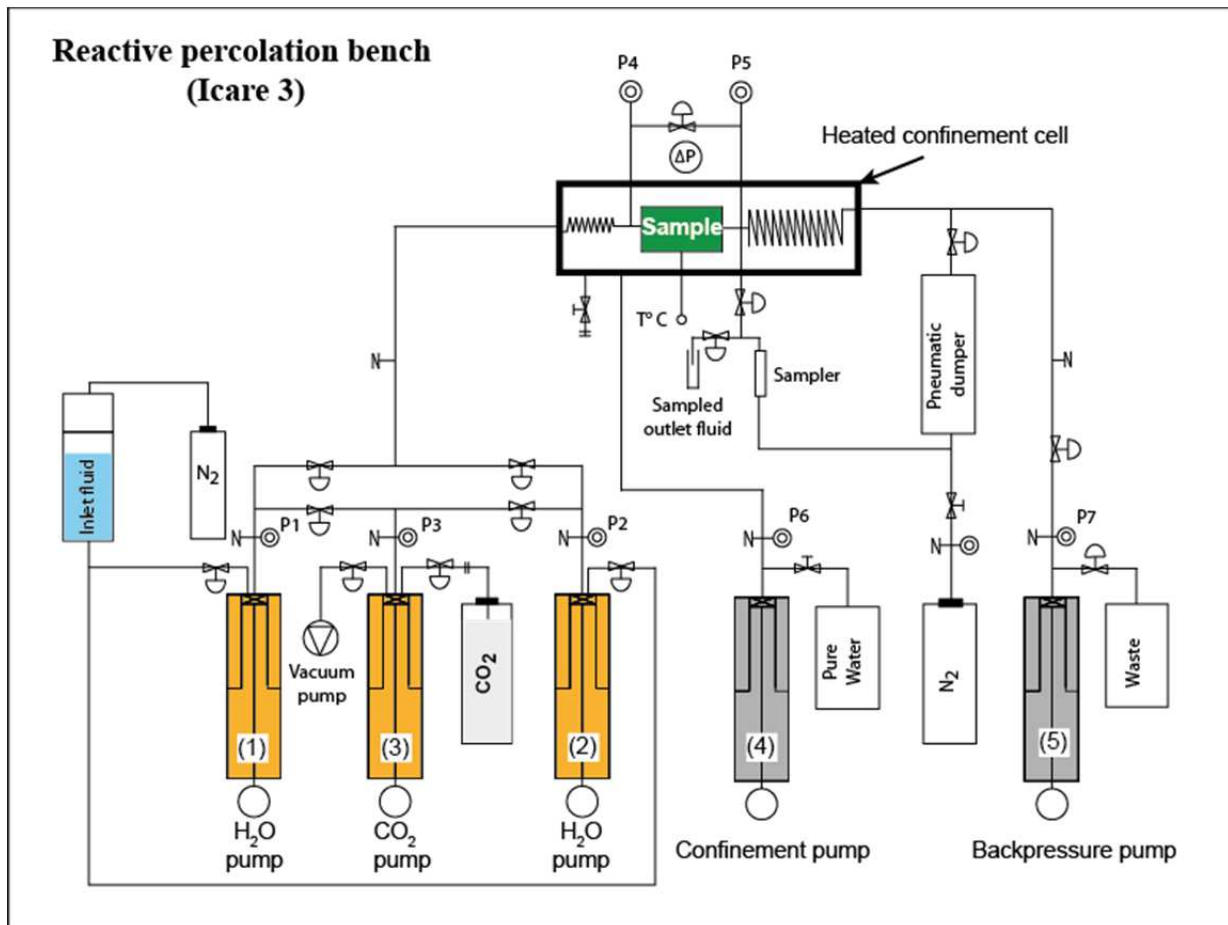 Reactive percolation bench
(Icare 3)
P4
P5
Heated confinement cell
ΔP
Sample
T° C
Sampler
Sampled
outlet fluid
Pneumatic
dumper
Inlet fluid
N2
N
N
N
P1
N
P3
N
P2
N
P6
N
N
P7
Vacuum
pump
CO2
Pure
Water
N2
Waste
(1)
(3)
(2)
(4)
(5)
H2O
pump
CO2
pump
H2O
pump
Confinement pump
Backpressure pump